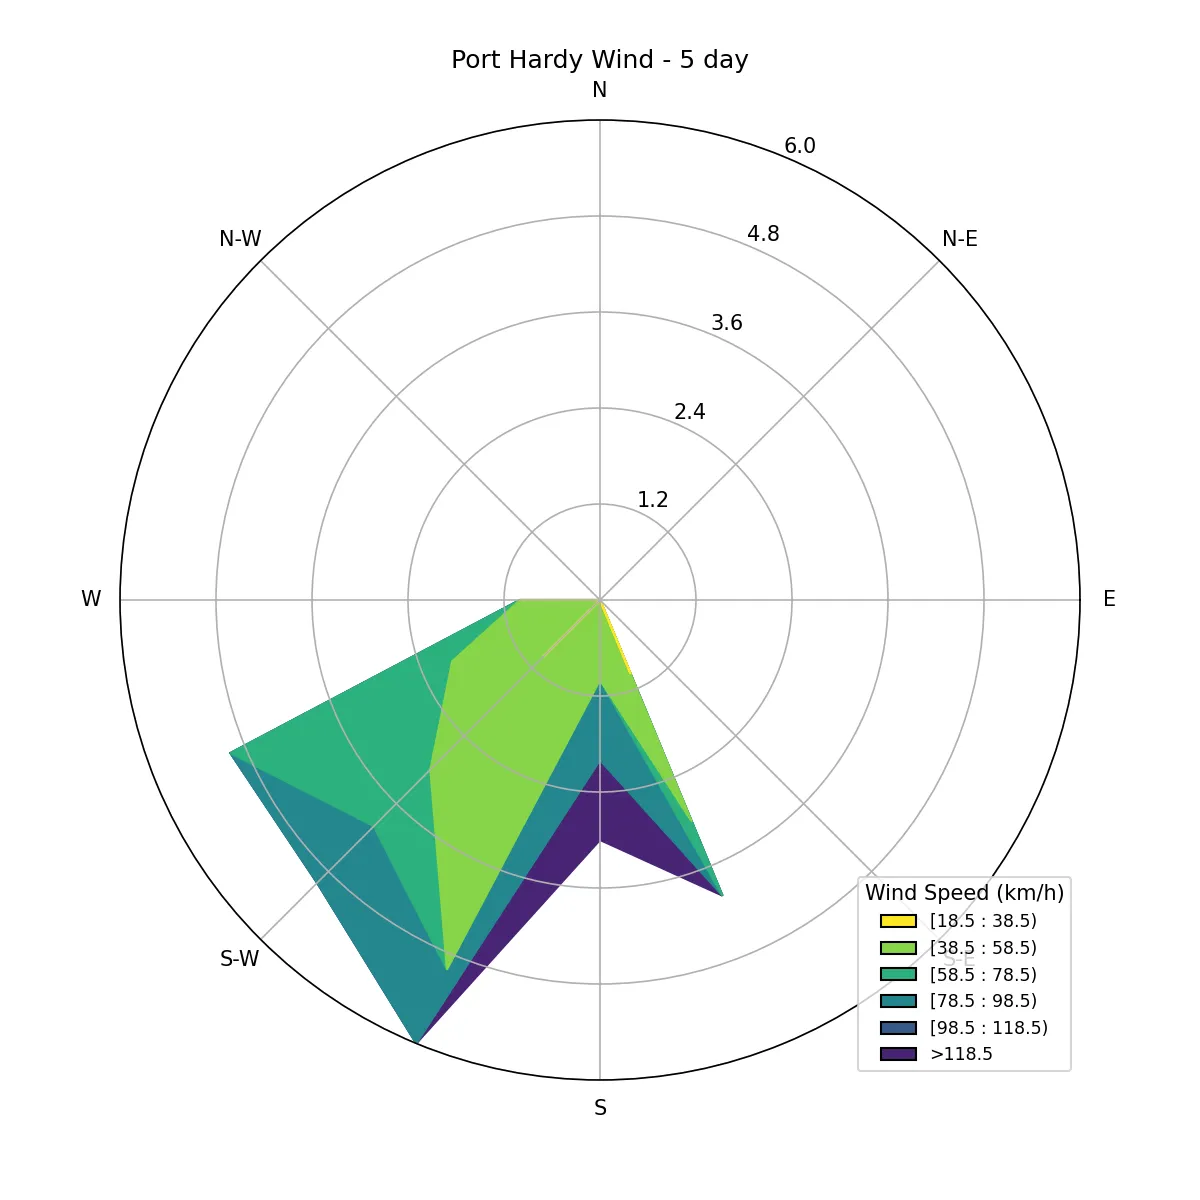 Port Hardy Wind - 5 day
N
6.0
N-W
4.8
N-E
3.6
2.4
1.2
W
E
S-W
S-E
S
Wind Speed (km/h)
[18.5 : 38.5)
[38.5 : 58.5)
[58.5 : 78.5)
[78.5 : 98.5)
[98.5 : 118.5)
>118.5